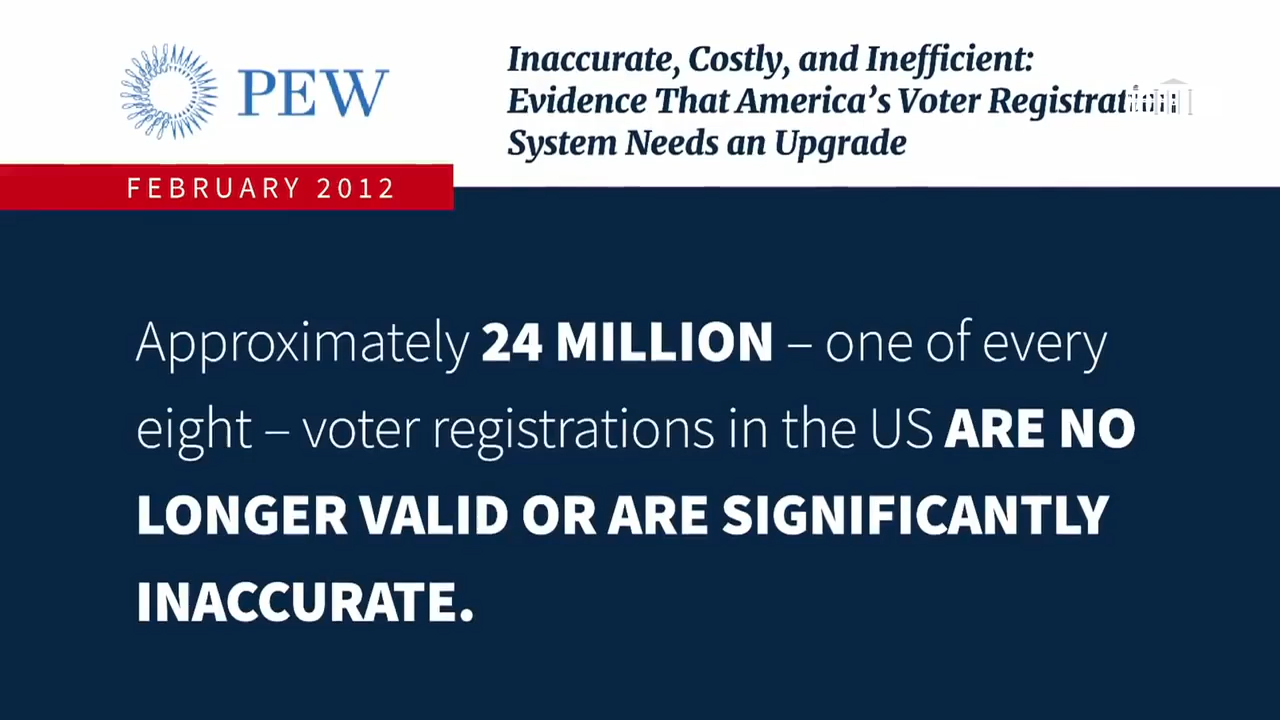 PEW
Inaccurate, Costly, and Inefficient:
Evidence That America’s Voter Registration
System Needs an Upgrade
FEBRUARY 2012
Approximately 24 MILLION – one of every
eight – voter registrations in the US ARE NO
LONGER VALID OR ARE SIGNIFICANTLY
INACCURATE.